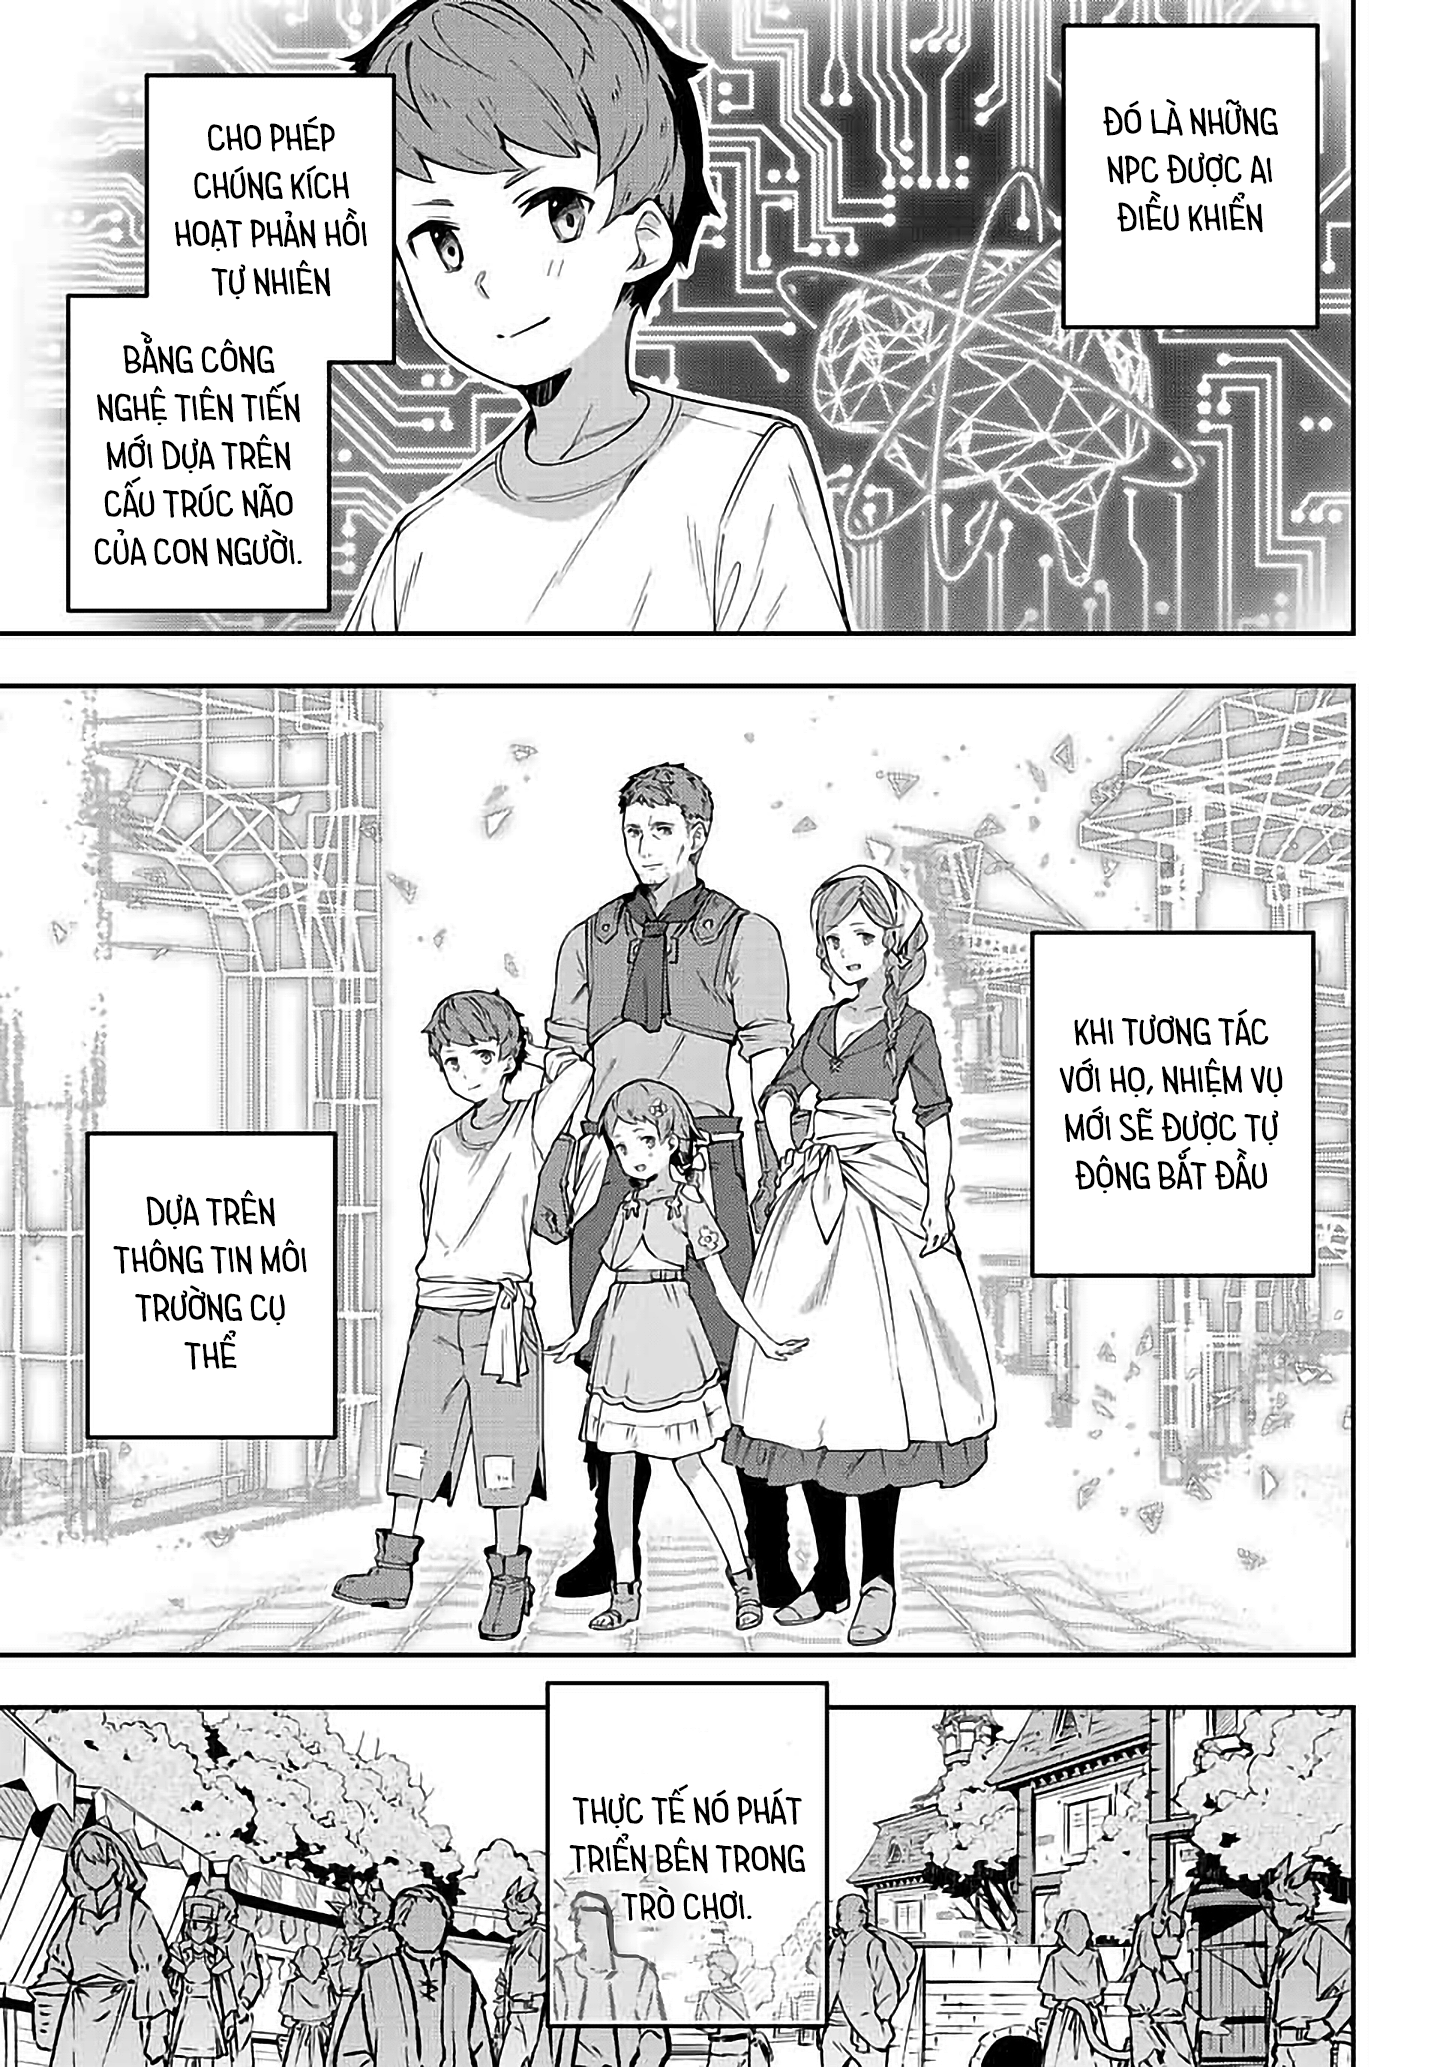 ĐÓ LÀ NHỮNG
NPC ĐƯỢC AI
ĐIỀU KHIỂN
CHO PHÉP
CHÚNG KÍCH
HOẠT PHẢN HỒI
TỰ NHIÊN
BẰNG CÔNG
NGHỆ TIÊN TIẾN
MỚI DỰA TRÊN
CẤU TRÚC NÃO
CỦA CON NGƯỜI.
KHI TƯƠNG TÁC
VỚI HỌ, NHIỆM VỤ
MỚI SẼ ĐƯỢC TỰ
ĐỘNG BẮT ĐẦU
DỰA TRÊN
THÔNG TIN MÔI
TRƯỜNG CỤ
THỂ
THỰC TẾ NÓ PHÁT
TRIỂN BÊN TRONG
TRÒ CHƠI.